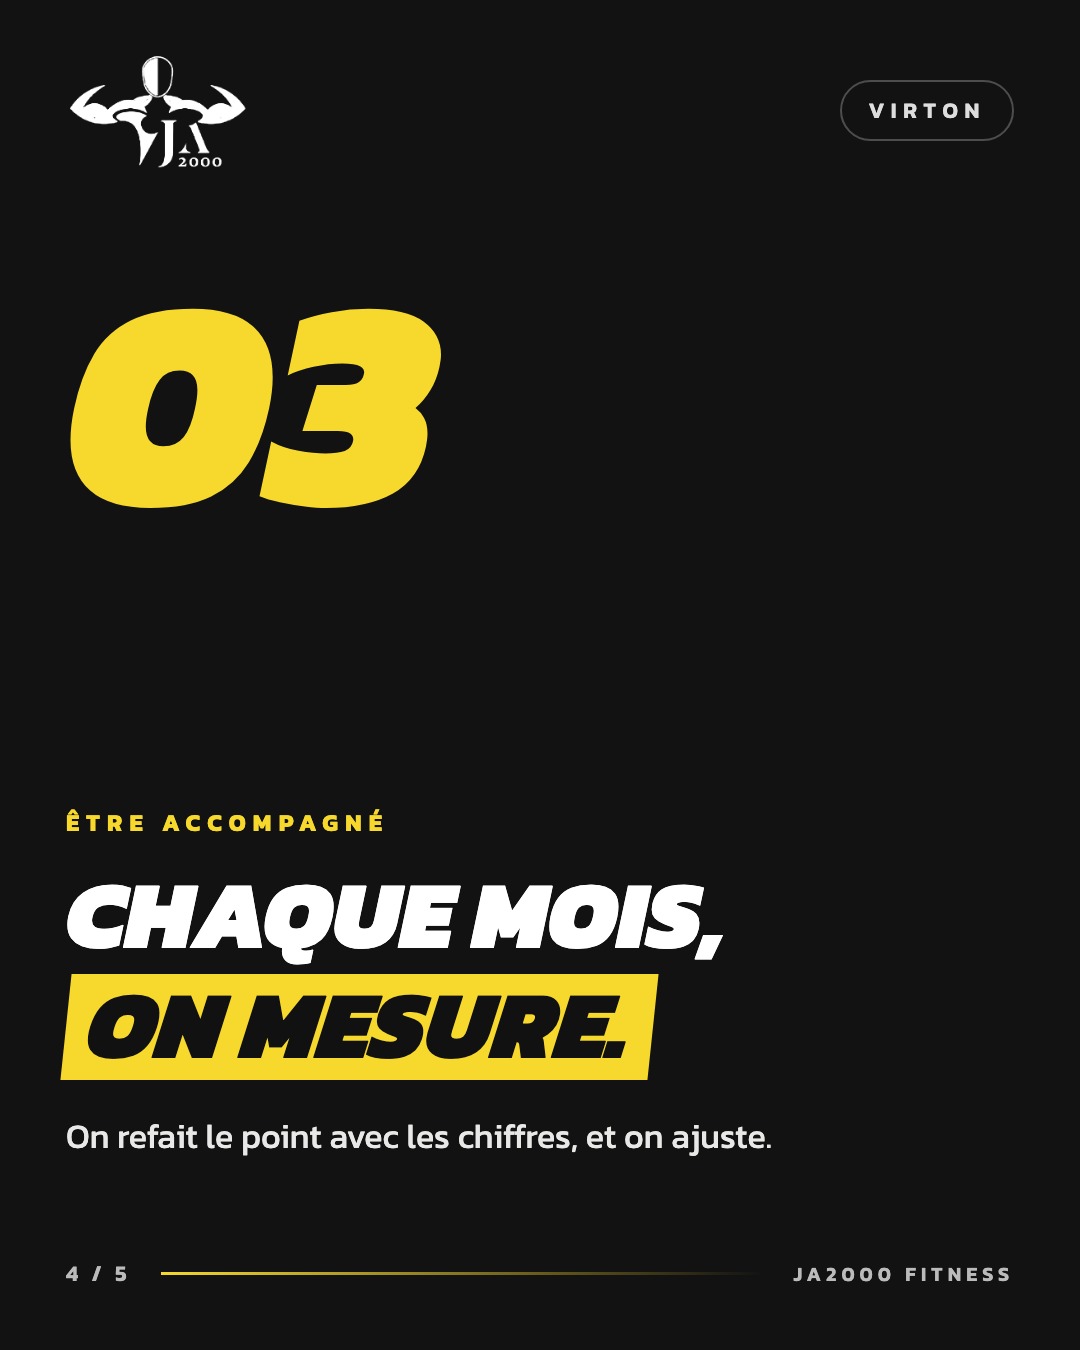 JA
2000
VIRTON
03
ÊTRE ACCOMPAGNÉ
CHAQUE MOIS,
ON MESURE.
On refait le point avec les chiffres, et on ajuste.
4 / 5
JA2000 FITNESS